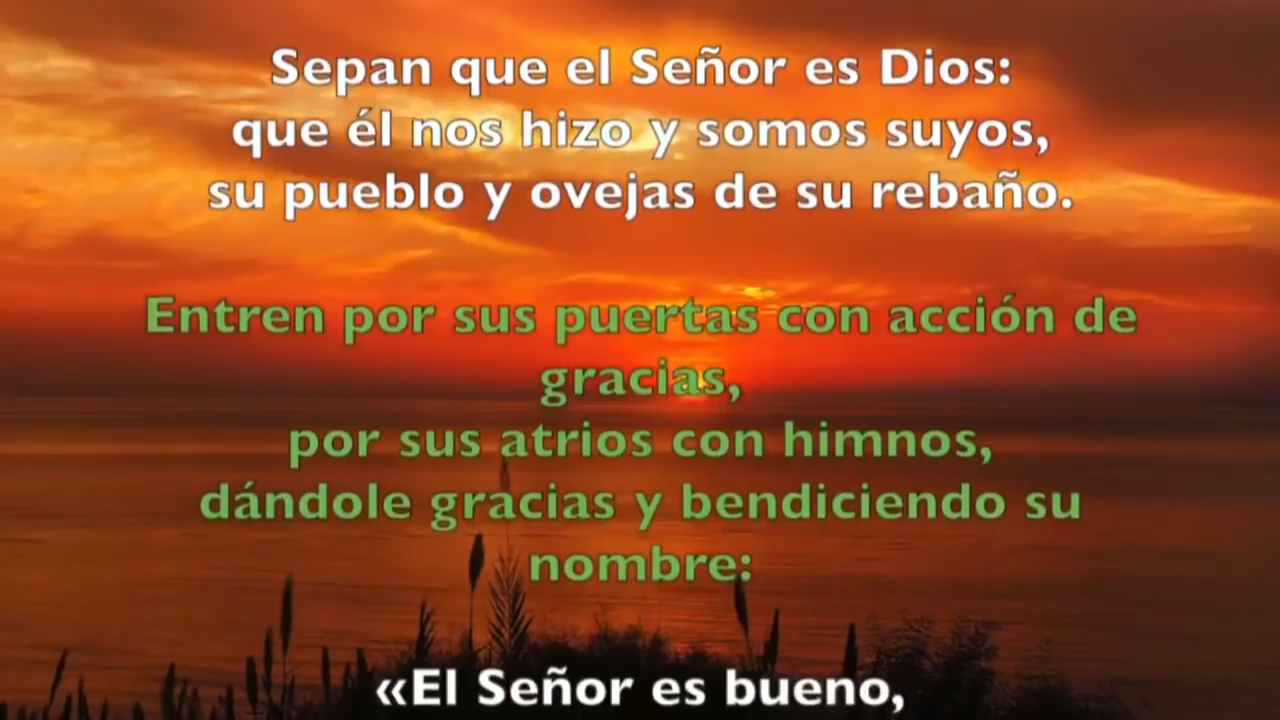 Sepan que el Señor es Dios:
que él nos hizo y somos suyos,
su pueblo y ovejas de su rebaño.
Entren por sus puertas con acción de
gracias,
por sus atrios con himnos,
dándole gracias y bendiciendo su
nombre:
«El Señor es bueno,